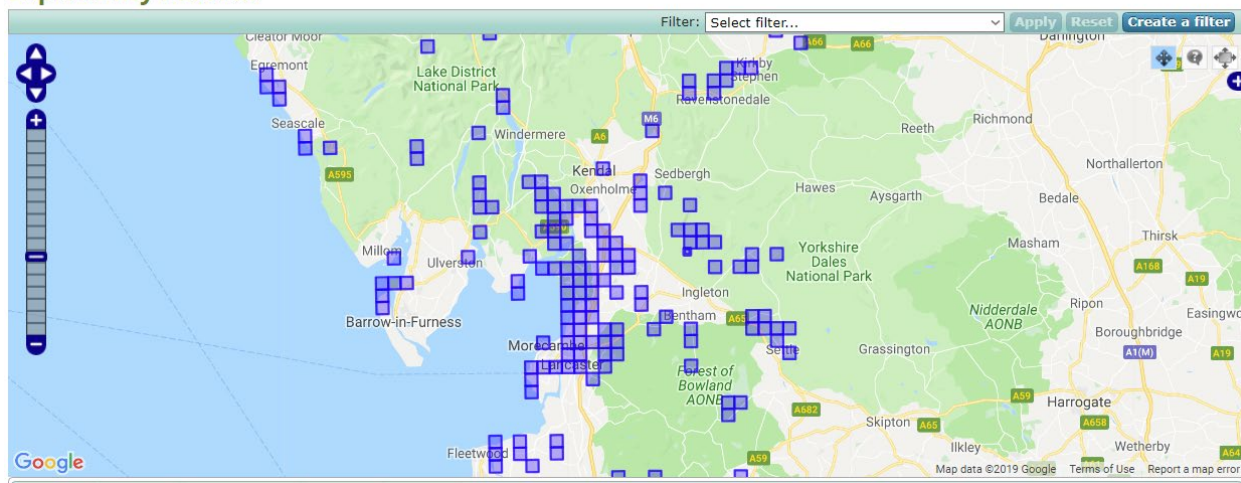 Filter: Select filter... Apply Reset Create a filter
Cleator Moor
A66
A66
Darlington
Egremont
Lake District
National Park
Kirkby
Stephen
Ravenstonedale
Seascale
M6
Richmond
Windermere
A6
Reeth
Northallerton
A595
Kendal
Sedbergh
Oxenholme
Hawes
Aysgarth
Bedale
Thirsk
Masham
Millom
Ulverston
Yorkshire
Dales
National Park
A168
A19
Ingleton
Nidderdale
AONB
Ripon
Easingwo
Barrow-in-Furness
Bentham
A65
Boroughbridge
Morecambe
Settle
Grassington
A1(M)
A19
Lancaster
Forest of
Bowland
AONB
A59
Harrogate
A682
Skipton
A65
A658
Fleetwood
Ilkley
Wetherby
A59
A64
Google
Map data ©2019 Google Terms of Use Report a map error